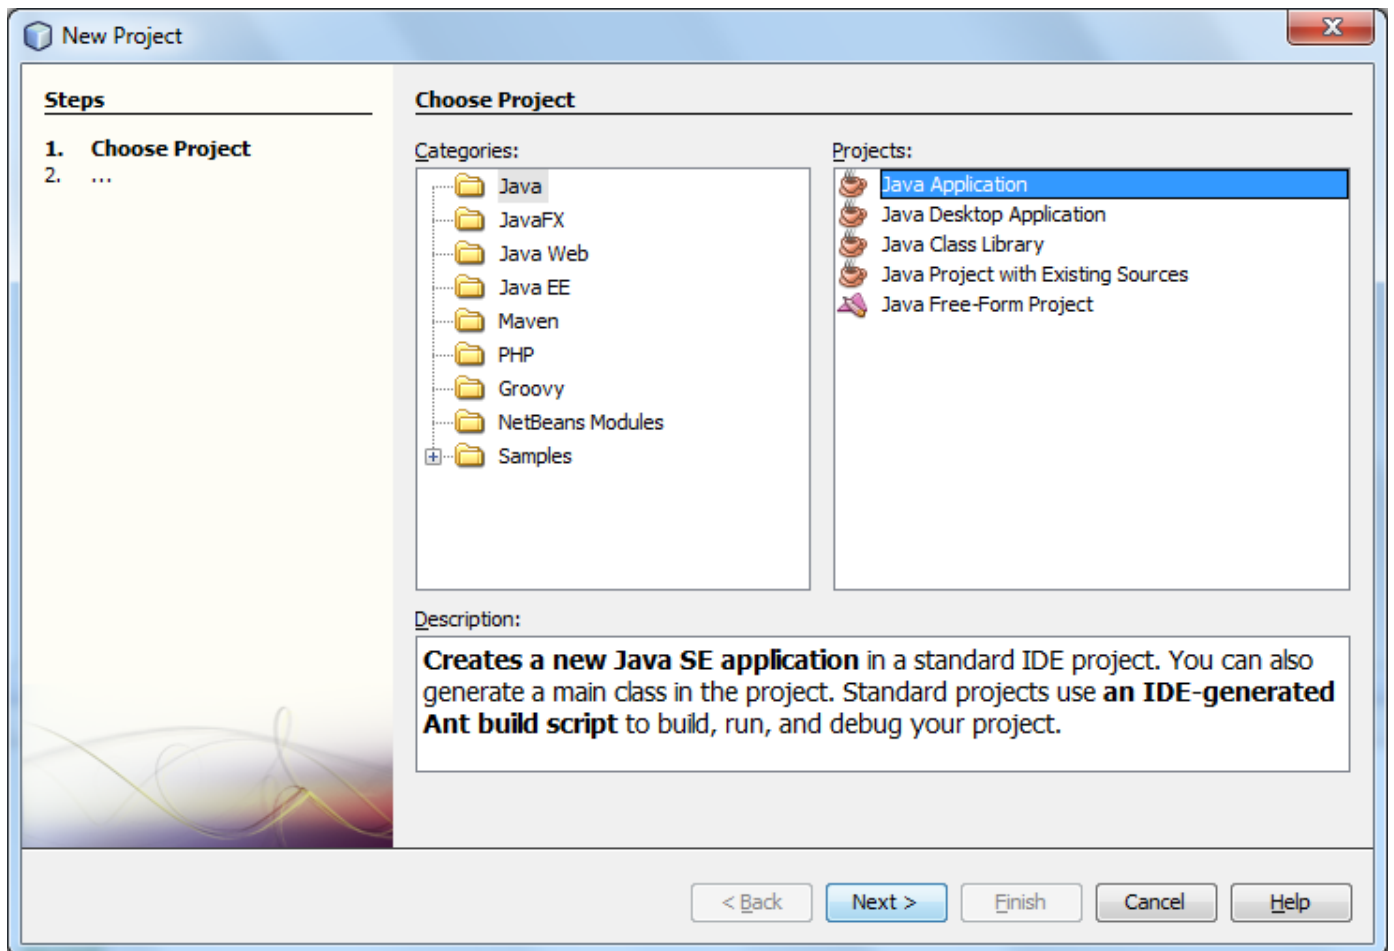 New Project
Steps
1. Choose Project
2. ...
Choose Project
Categories:
Java
JavaFX
Java Web
Java EE
Maven
PHP
Groovy
NetBeans Modules
Samples
Projects:
Java Application
Java Desktop Application
Java Class Library
Java Project with Existing Sources
Java Free-Form Project
Description:
Creates a new Java SE application in a standard IDE project. You can also
generate a main class in the project. Standard projects use an IDE-generated
Ant build script to build, run, and debug your project.
< Back
Next >
Finish
Cancel
Help